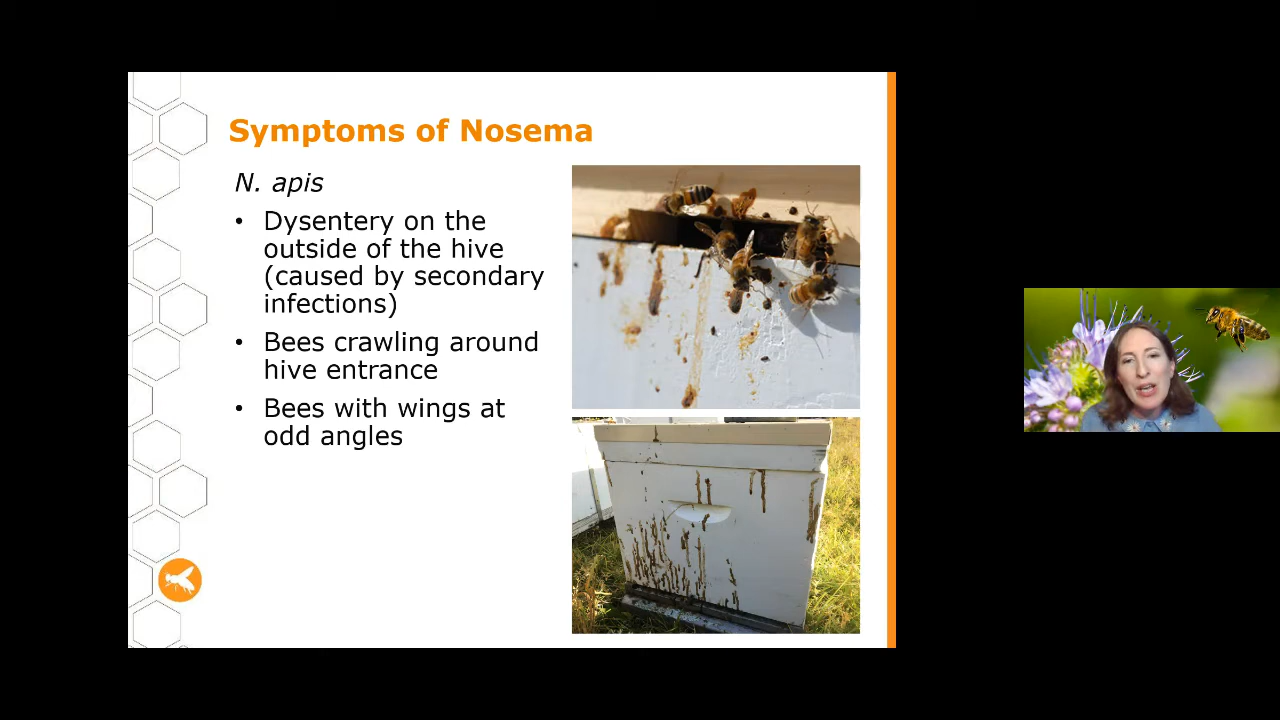 Symptoms of Nosema
N. apis
• Dysentery on the
outside of the hive
(caused by secondary
infections)
• Bees crawling around
hive entrance
• Bees with wings at
odd angles